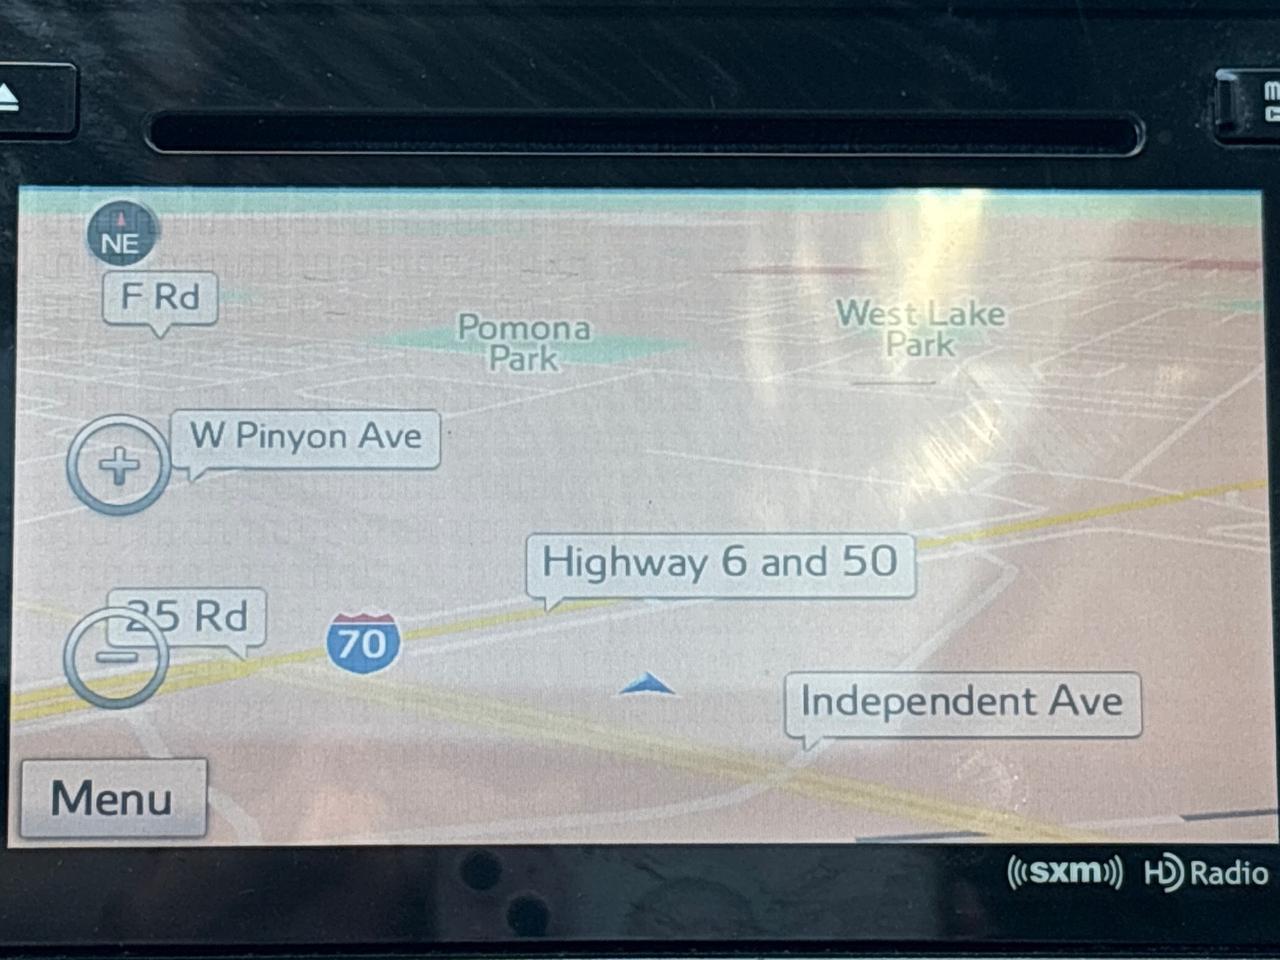 NE
F Rd
Pomona
Park
West Lake
Park
W Pinyon Ave
Highway 6 and 50
25 Rd
70
Independent Ave
Menu
sxm
HD Radio